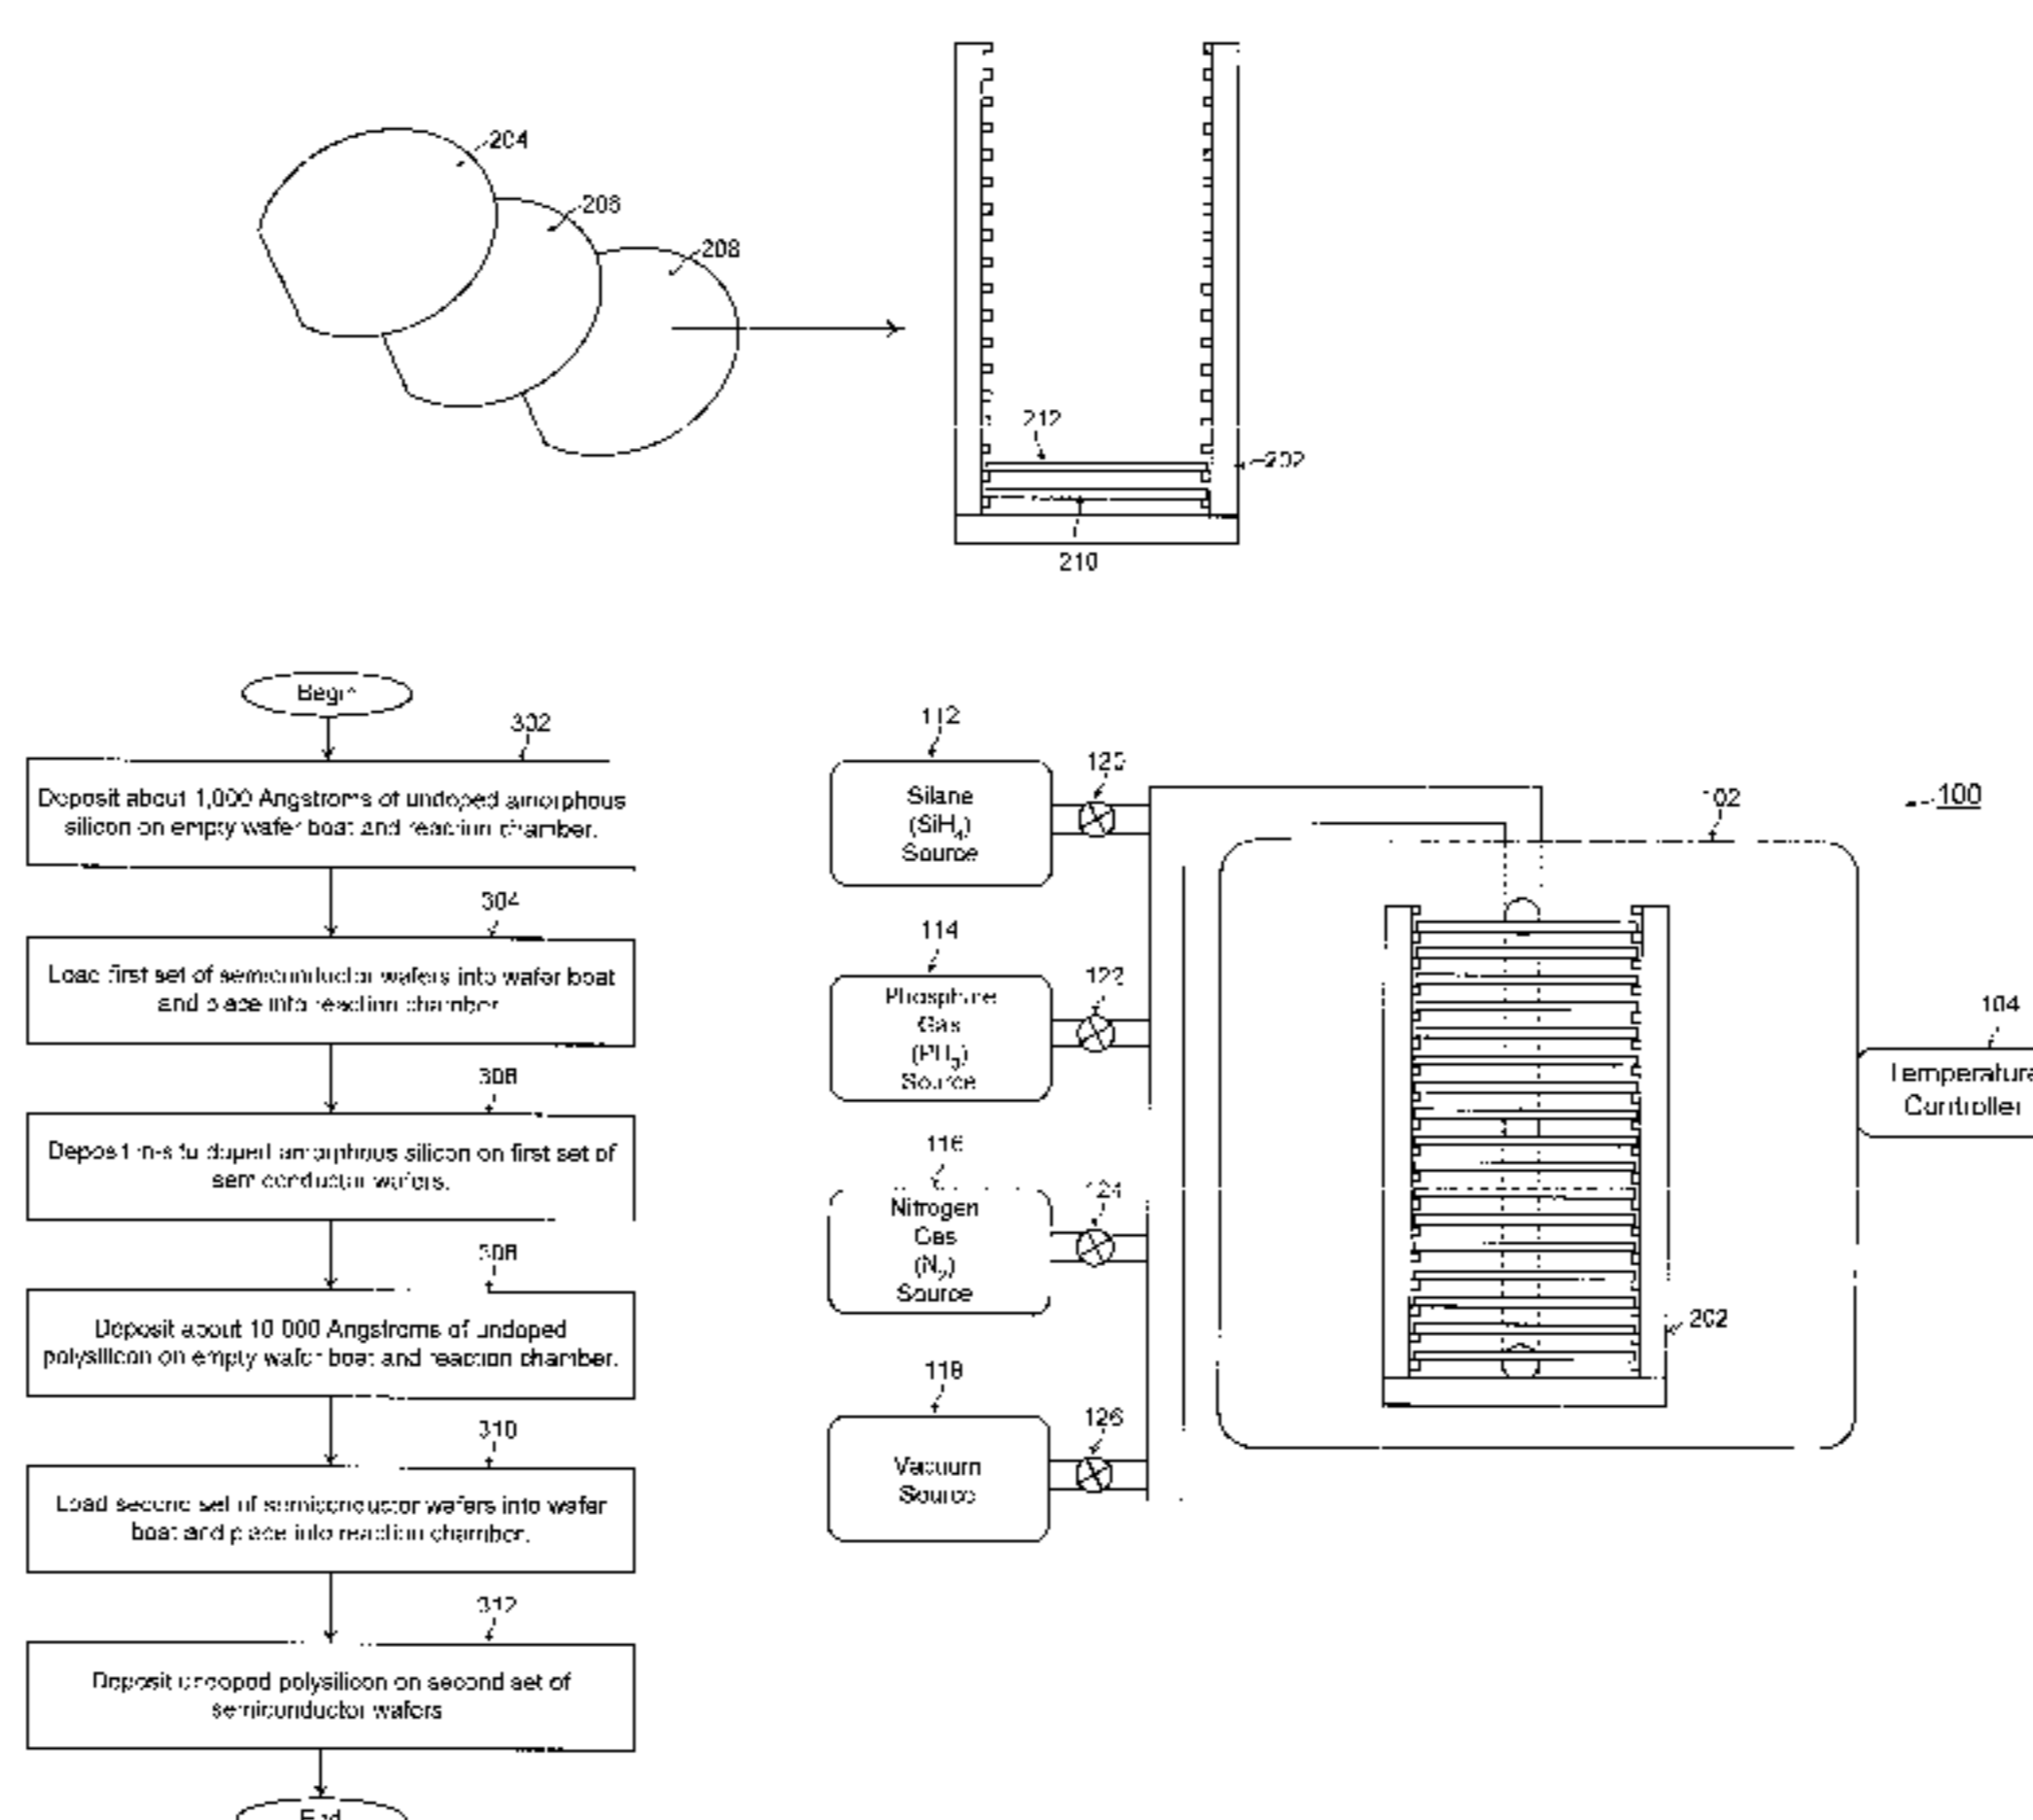 204
206
208
212
202
210
Begin
302
Deposit about 1,000 Angstroms of undoped amorphous
silicon on empty wafer boat and reaction chamber.
304
Load first set of semiconductor wafers into wafer boat
and place into reaction chamber
306
Deposit in-situ doped amorphous silicon on first set of
semiconductor wafers.
308
Deposit about 10,000 Angstroms of undoped
polysilicon on empty wafer boat and reaction chamber.
310
Load second set of semiconductor wafers into wafer
boat and place into reaction chamber.
312
Deposit undoped polysilicon on second set of
semiconductor wafers
End
112
Silane
(SiH4)
Source
120
114
Phosphine
Gas
(PH3)
Source
122
116
Nitrogen
Gas
(N2)
Source
124
118
Vacuum
Source
126
102
100
104
Temperature
Controller
202